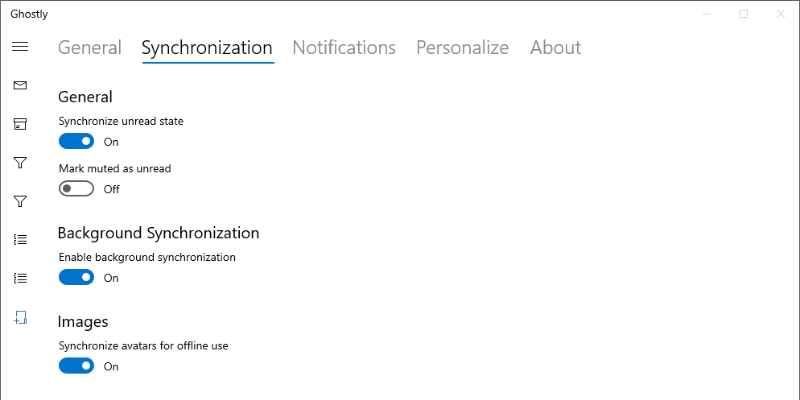 Ghostly
General Synchronization Notifications Personalize About
General
Synchronize unread state
On
Mark muted as unread
Off
Background Synchronization
Enable background synchronization
On
Images
Synchronize avatars for offline use
On